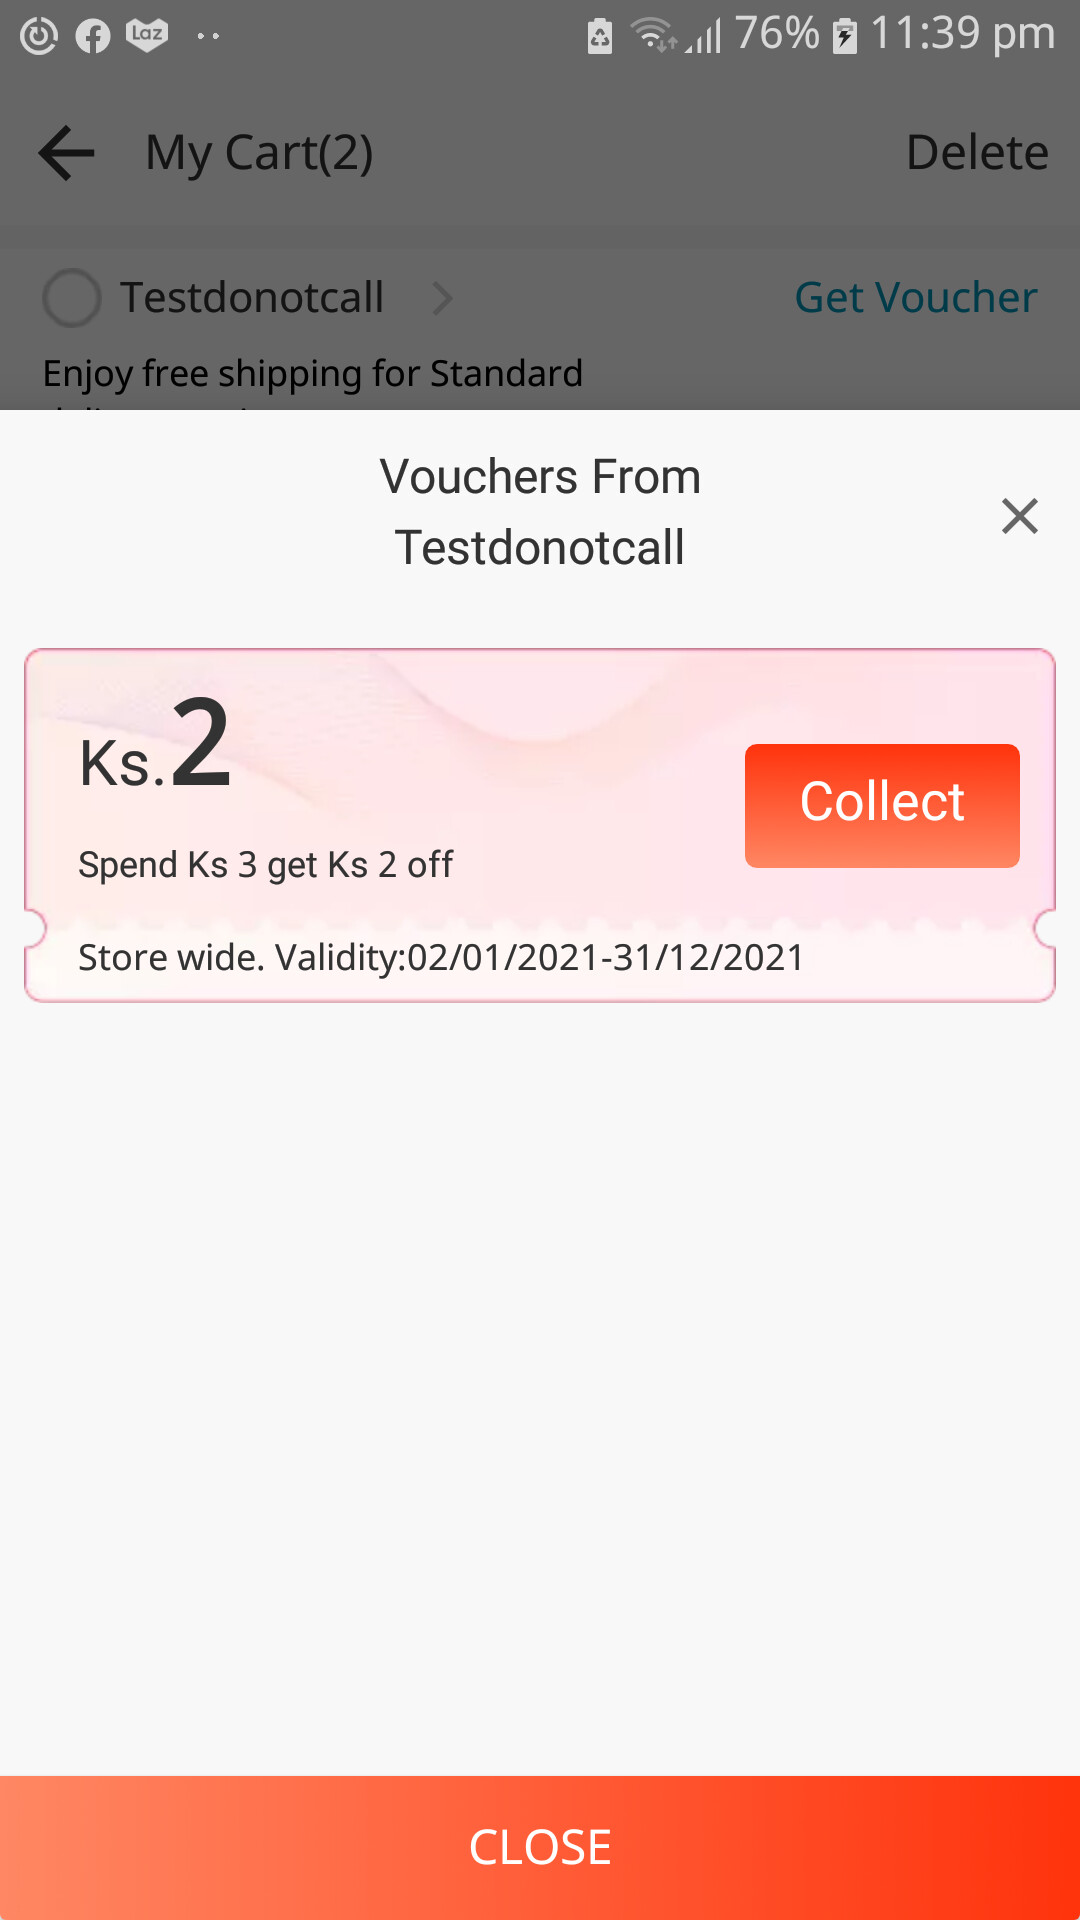 Laz 76% 11:39 pm
My Cart(2) Delete
Testdonotcall Get Voucher
Enjoy free shipping for Standard
Vouchers From
Testdonotcall
Ks.2
Collect
Spend Ks 3 get Ks 2 off
Store wide. Validity:02/01/2021-31/12/2021
CLOSE